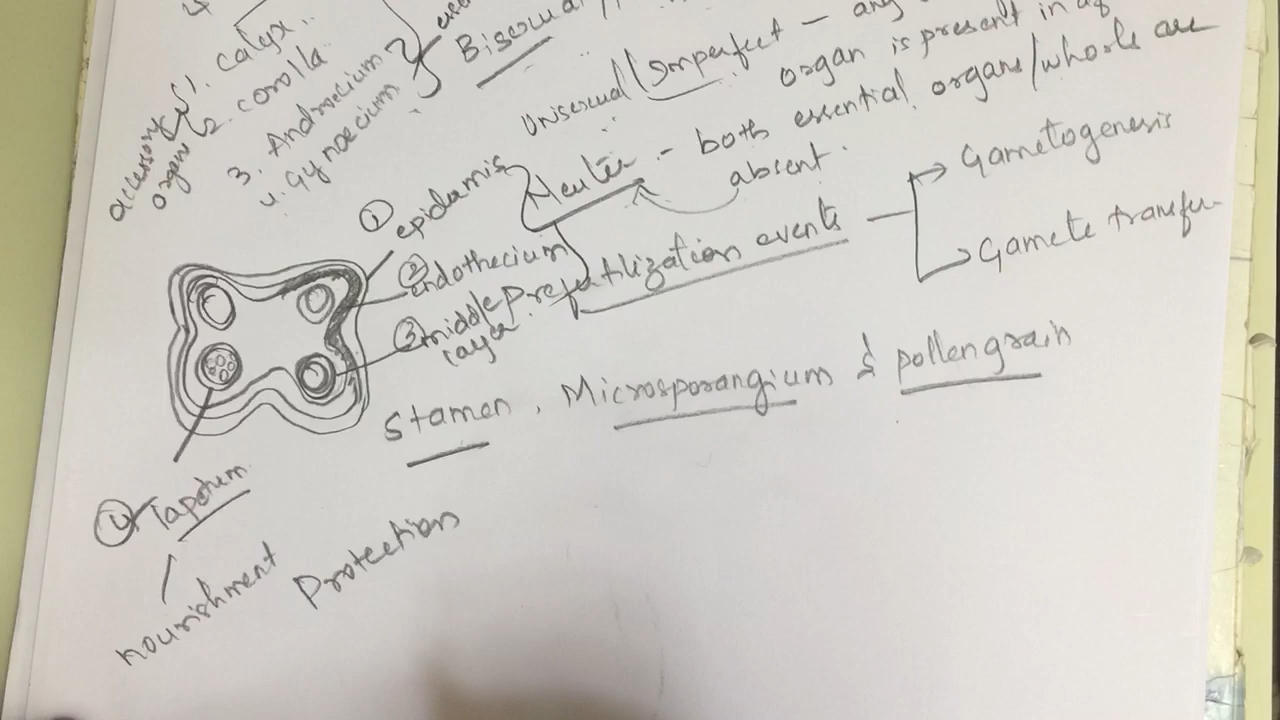 4
1. Calyx
2. corolla
accessory
organ
3. Androecium
4. Gynoecium
Bisexual
Unisexual/Imperfect — any
organ is present in
Neuter - both essential organs/whorls are
absent.
Prefertilization events
Gametogenesis
Gamete transfer
① epidermis
② endothecium
③ middle
layer
Stamen, Microsporangium & pollengrain
④ Tapetum
nourishment
Protection